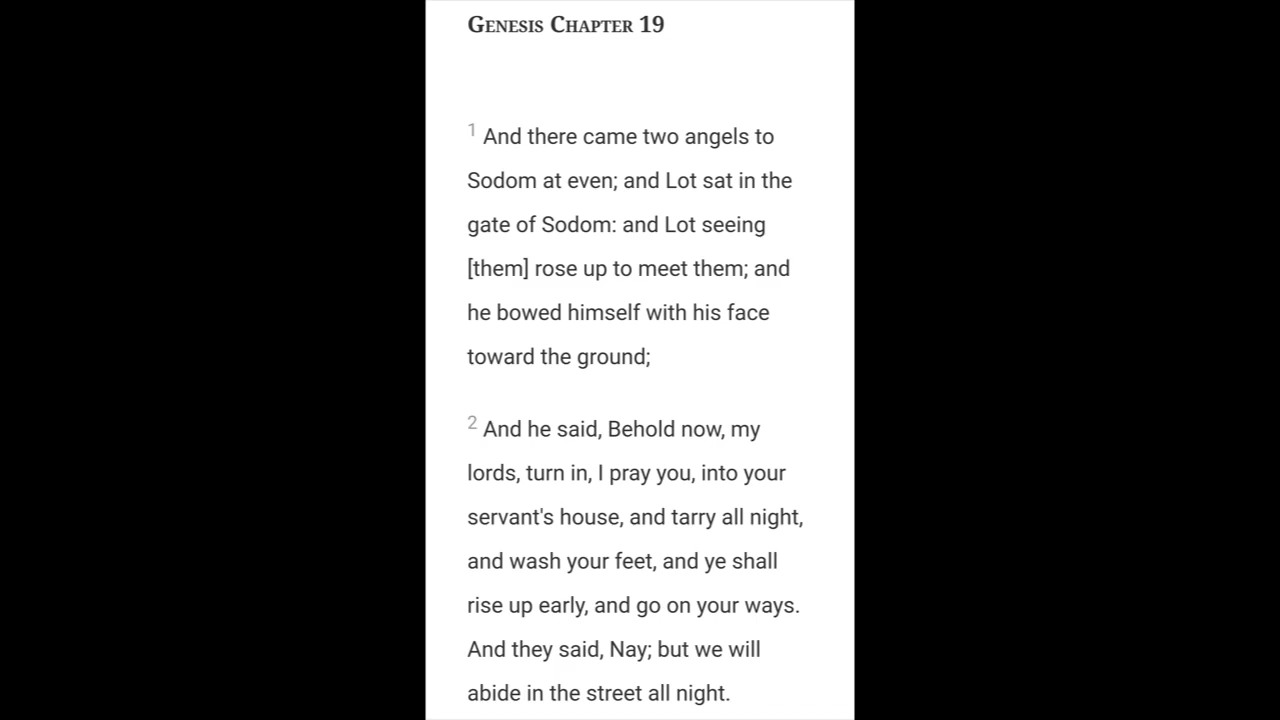 Genesis Chapter 19
1 And there came two angels to
Sodom at even; and Lot sat in the
gate of Sodom: and Lot seeing
[them] rose up to meet them; and
he bowed himself with his face
toward the ground;
2 And he said, Behold now, my
lords, turn in, I pray you, into your
servant's house, and tarry all night,
and wash your feet, and ye shall
rise up early, and go on your ways.
And they said, Nay; but we will
abide in the street all night.